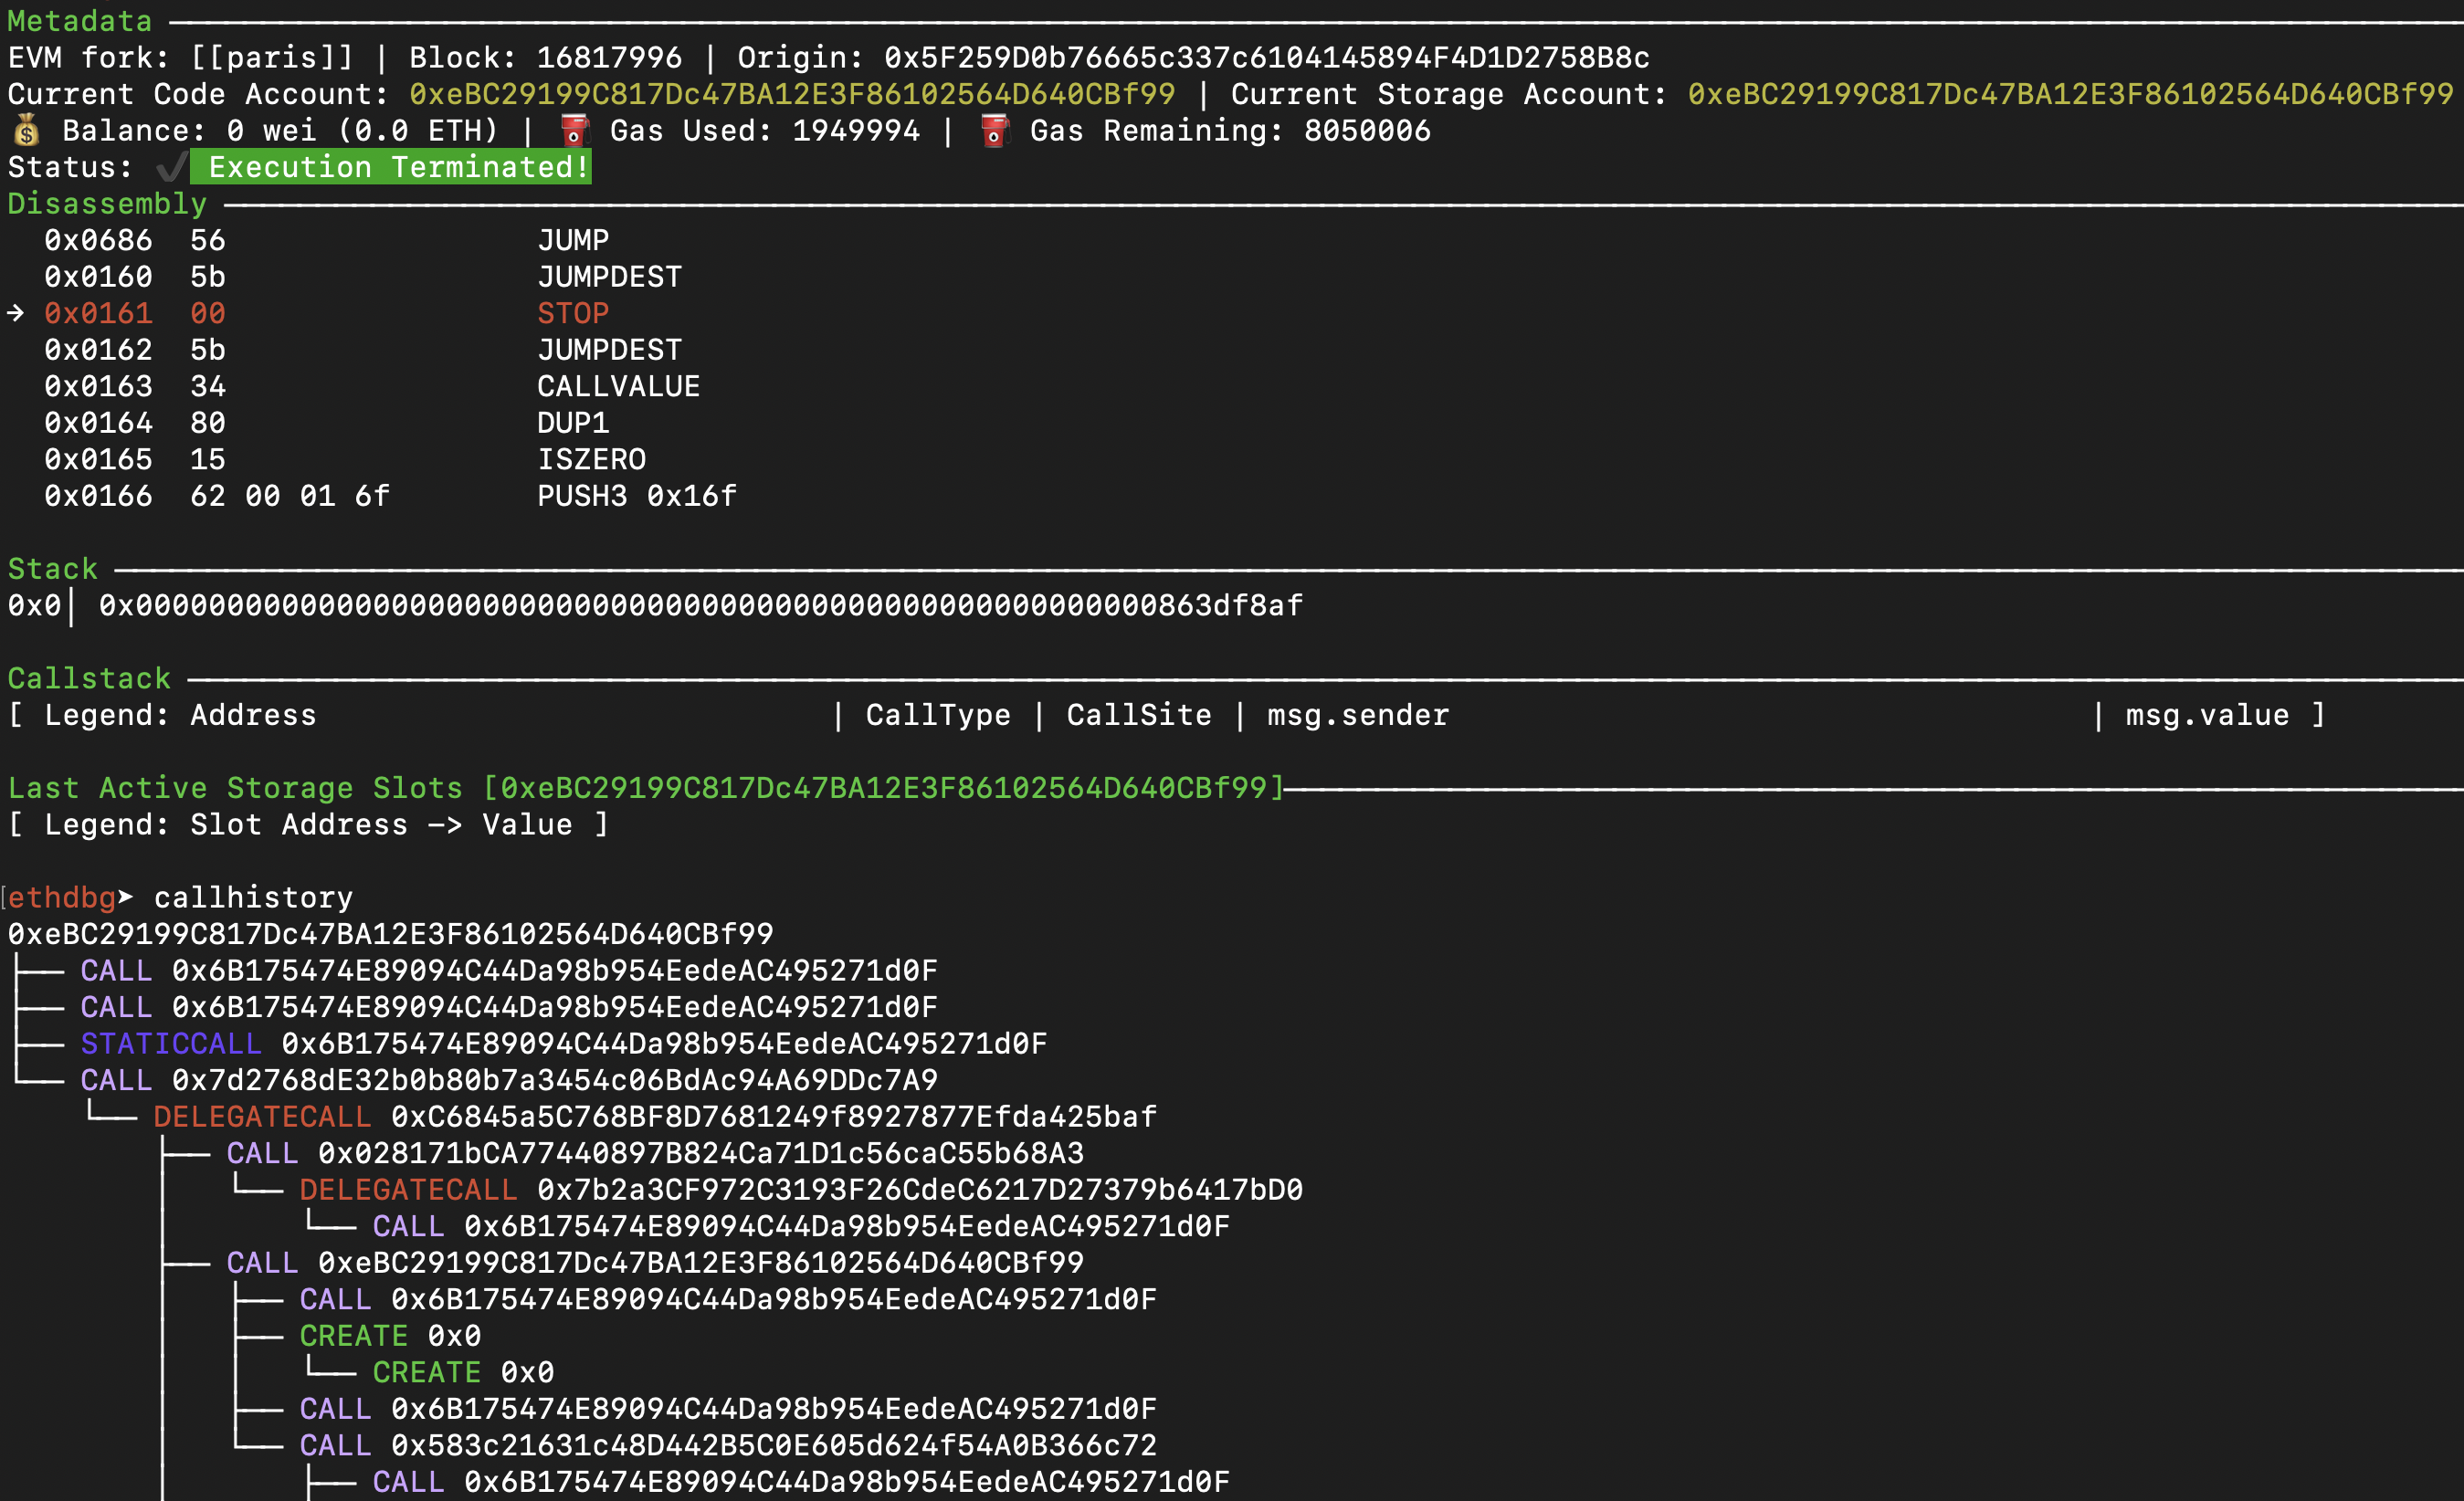 Metadata
EVM fork: [[paris]] | Block: 16817996 | Origin: 0x5F259D0b76665c337c6104145894F4D1D2758B8c
Current Code Account: 0xeBC29199C817Dc47BA12E3F86102564D640CBf99 | Current Storage Account: 0xeBC29199C817Dc47BA12E3F86102564D640CBf99
💰 Balance: 0 wei (0.0 ETH) | ⛽ Gas Used: 1949994 | ⛽ Gas Remaining: 8050006
Status: ✔ Execution Terminated!
Disassembly
0x0686 56 JUMP
0x0160 5b JUMPDEST
→ 0x0161 00 STOP
0x0162 5b JUMPDEST
0x0163 34 CALLVALUE
0x0164 80 DUP1
0x0165 15 ISZERO
0x0166 62 00 01 6f PUSH3 0x16f
Stack
0x0│ 0x00000000000000000000000000000000000000000000000000000000863df8af
Callstack
[ Legend: Address | CallType | CallSite | msg.sender | msg.value ]
Last Active Storage Slots [0xeBC29199C817Dc47BA12E3F86102564D640CBf99]
[ Legend: Slot Address —> Value ]
[ethdbg➤ callhistory
0xeBC29199C817Dc47BA12E3F86102564D640CBf99
├── CALL 0x6B175474E89094C44Da98b954EedeAC495271d0F
├── CALL 0x6B175474E89094C44Da98b954EedeAC495271d0F
├── STATICCALL 0x6B175474E89094C44Da98b954EedeAC495271d0F
└── CALL 0x7d2768dE32b0b80b7a3454c06BdAc94A69DDc7A9
└── DELEGATECALL 0xC6845a5C768BF8D7681249f8927877Efda425baf
├── CALL 0x028171bCA77440897B824Ca71D1c56caC55b68A3
│ └── DELEGATECALL 0x7b2a3CF972C3193F26CdeC6217D27379b6417bD0
│ └── CALL 0x6B175474E89094C44Da98b954EedeAC495271d0F
├── CALL 0xeBC29199C817Dc47BA12E3F86102564D640CBf99
│ ├── CALL 0x6B175474E89094C44Da98b954EedeAC495271d0F
│ ├── CREATE 0x0
│ │ └── CREATE 0x0
│ ├── CALL 0x6B175474E89094C44Da98b954EedeAC495271d0F
│ └── CALL 0x583c21631c48D442B5C0E605d624f54A0B366c72
│ ├── CALL 0x6B175474E89094C44Da98b954EedeAC495271d0F